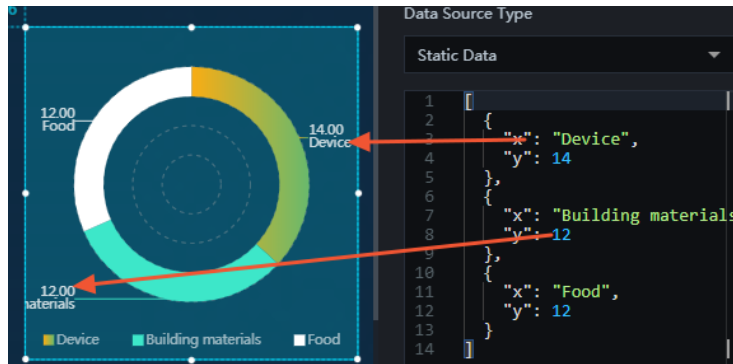 Data Source Type
Static Data
12.00
Food
14.00
Device
12.00
aterials
Device
Building materials
Food
1 [
2 {
3 "x": "Device",
4 "y": 14
5 },
6 {
7 "x": "Building materials
8 "y": 12
9 },
10 {
11 "x": "Food",
12 "y": 12
13 }
14 ]